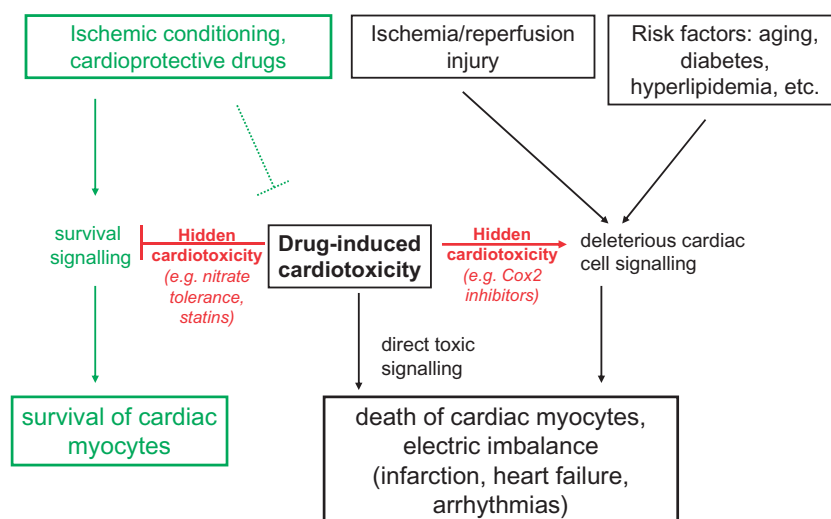 Ischemic conditioning,
cardioprotective drugs
Ischemia/reperfusion
injury
Risk factors: aging,
diabetes,
hyperlipidemia, etc.
survival
signalling
Hidden
cardiotoxicity
(e.g. nitrate
tolerance,
statins)
Drug-induced
cardiotoxicity
Hidden
cardiotoxicity
(e.g. Cox2
inhibitors)
deleterious cardiac
cell signalling
direct toxic
signalling
survival of cardiac
myocytes
death of cardiac myocytes,
electric imbalance
(infarction, heart failure,
arrhythmias)